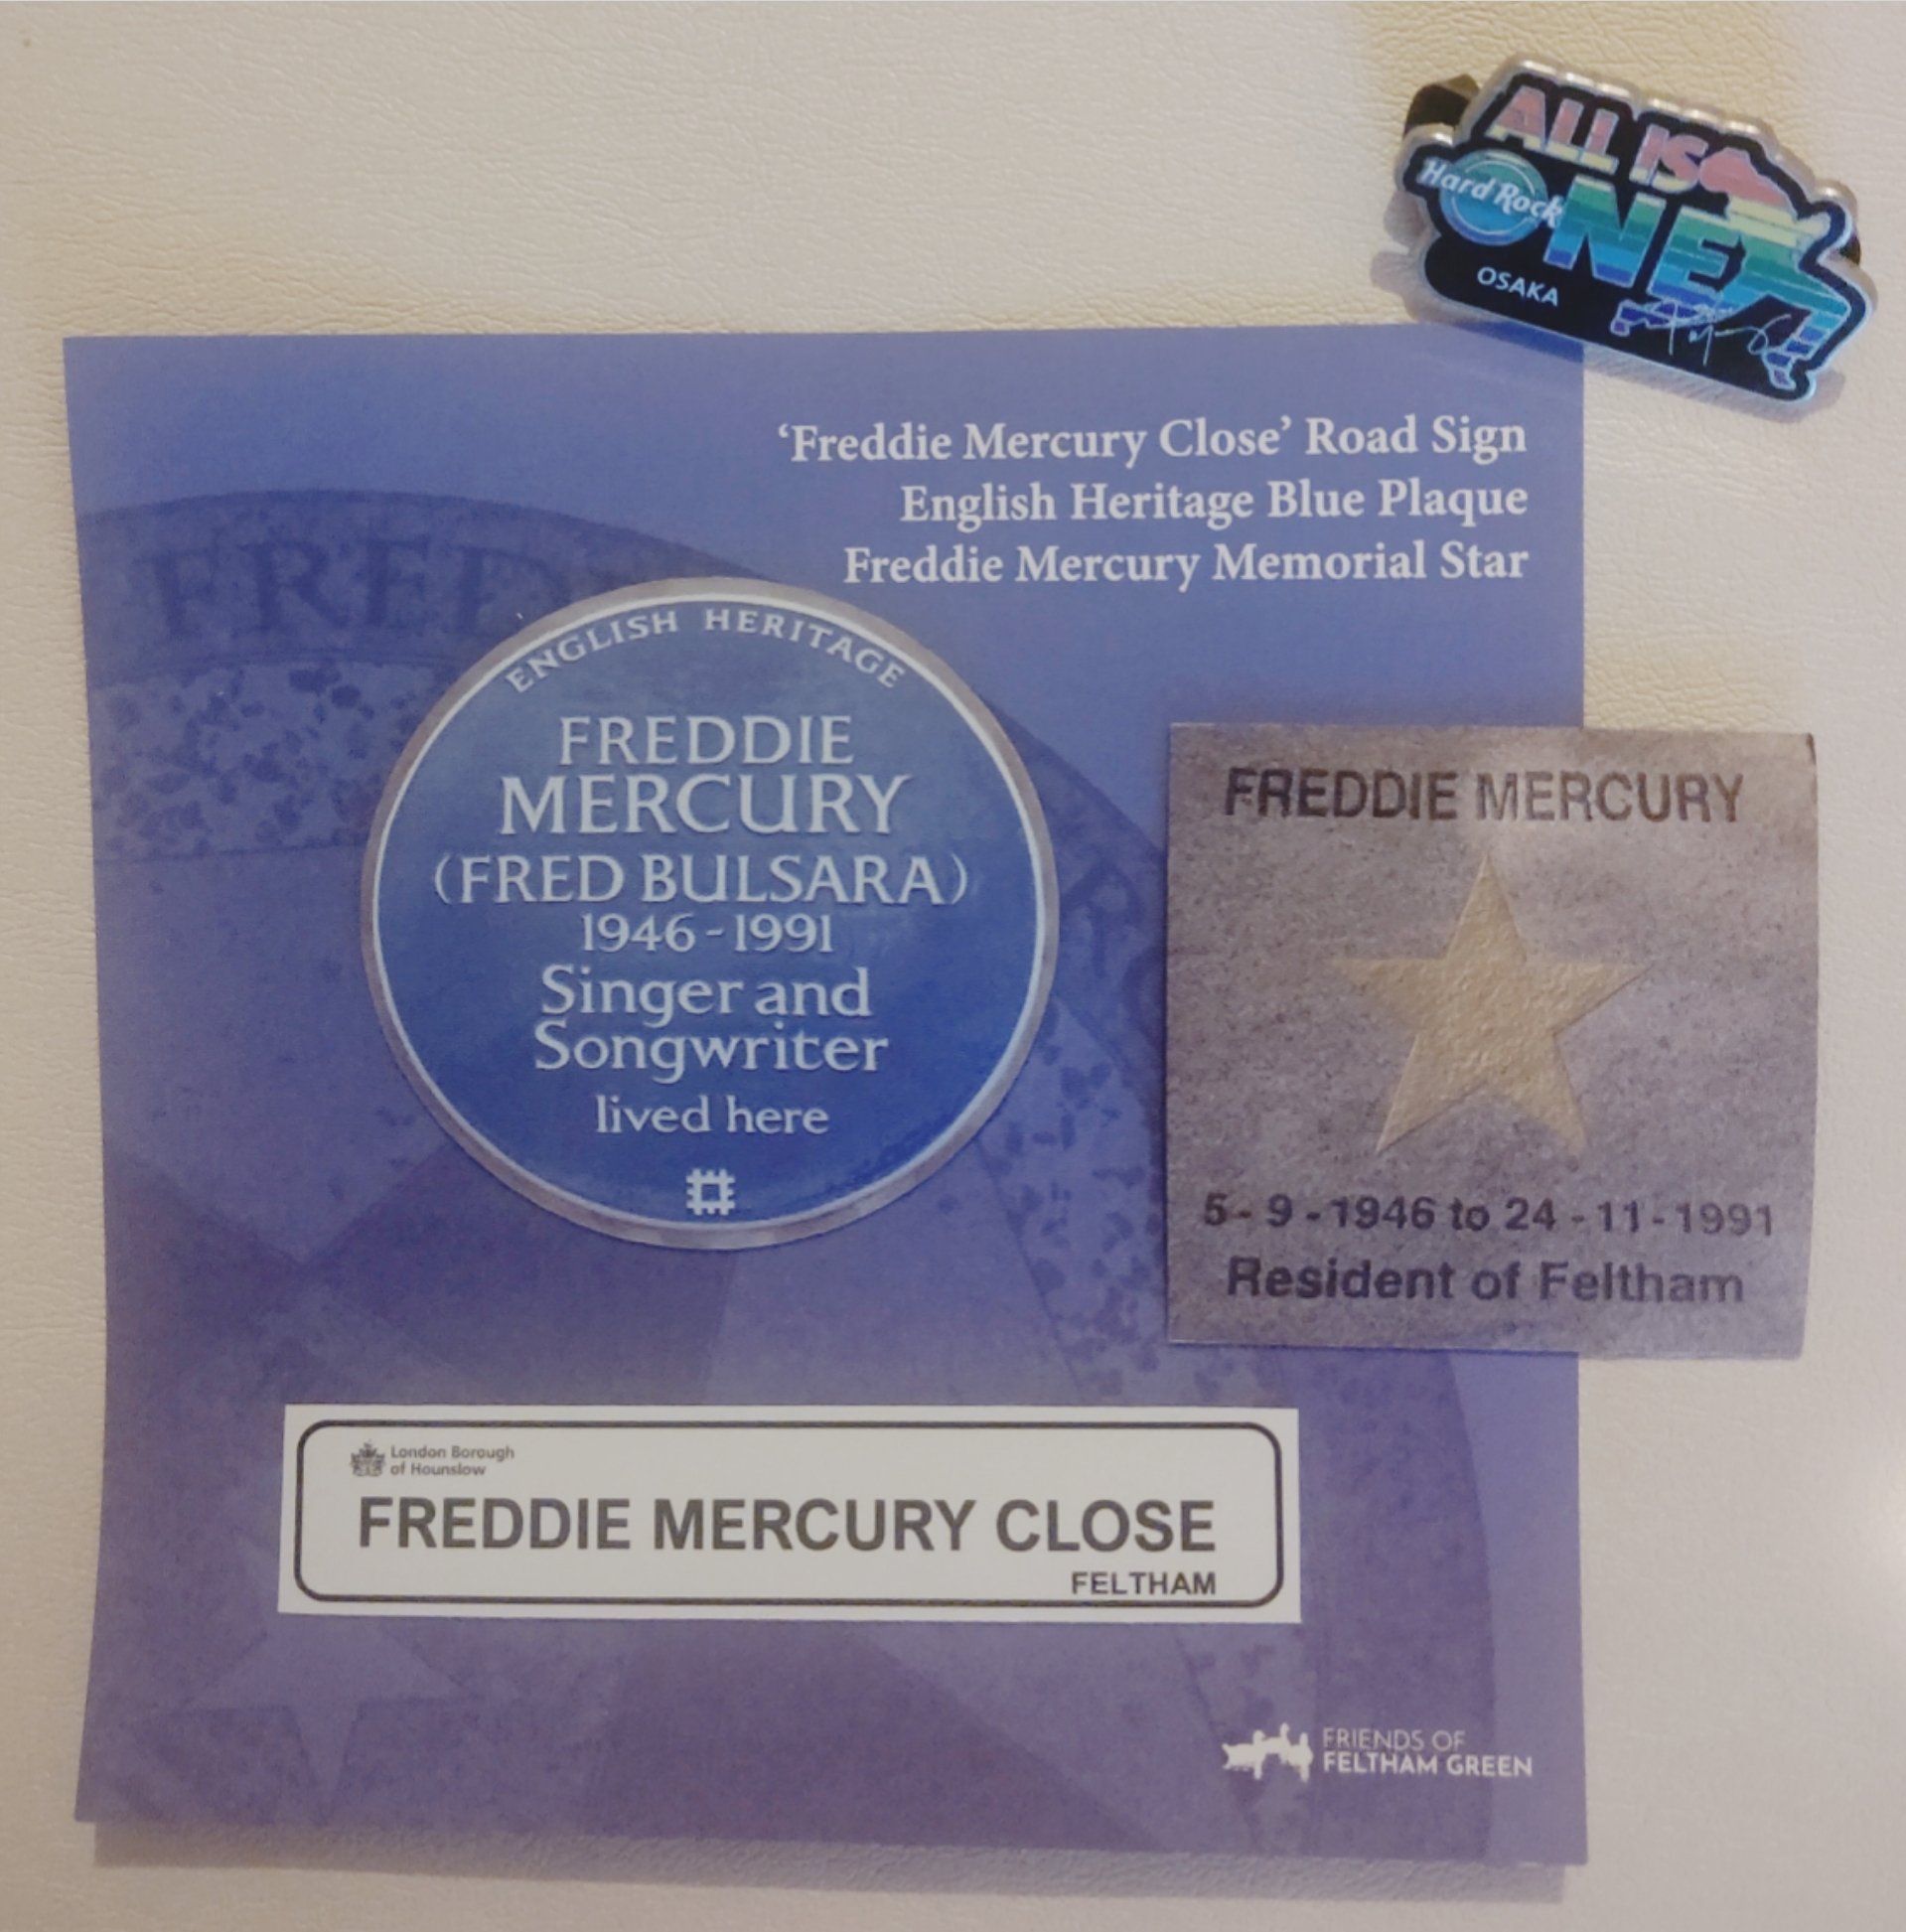 ALL IS
Hard Rock
ONE
OSAKA
‘Freddie Mercury Close’ Road Sign
English Heritage Blue Plaque
Freddie Mercury Memorial Star
FRED
ENGLISH HERITAGE
FREDDIE
MERCURY
(FRED BULSARA)
1946-1991
Singer and
Songwriter
lived here
FREDDIE MERCURY
5-9-1946 to 24-11-1991
Resident of Feltham
London Borough
of Hounslow
FREDDIE MERCURY CLOSE
FELTHAM
FRIENDS OF
FELTHAM GREEN